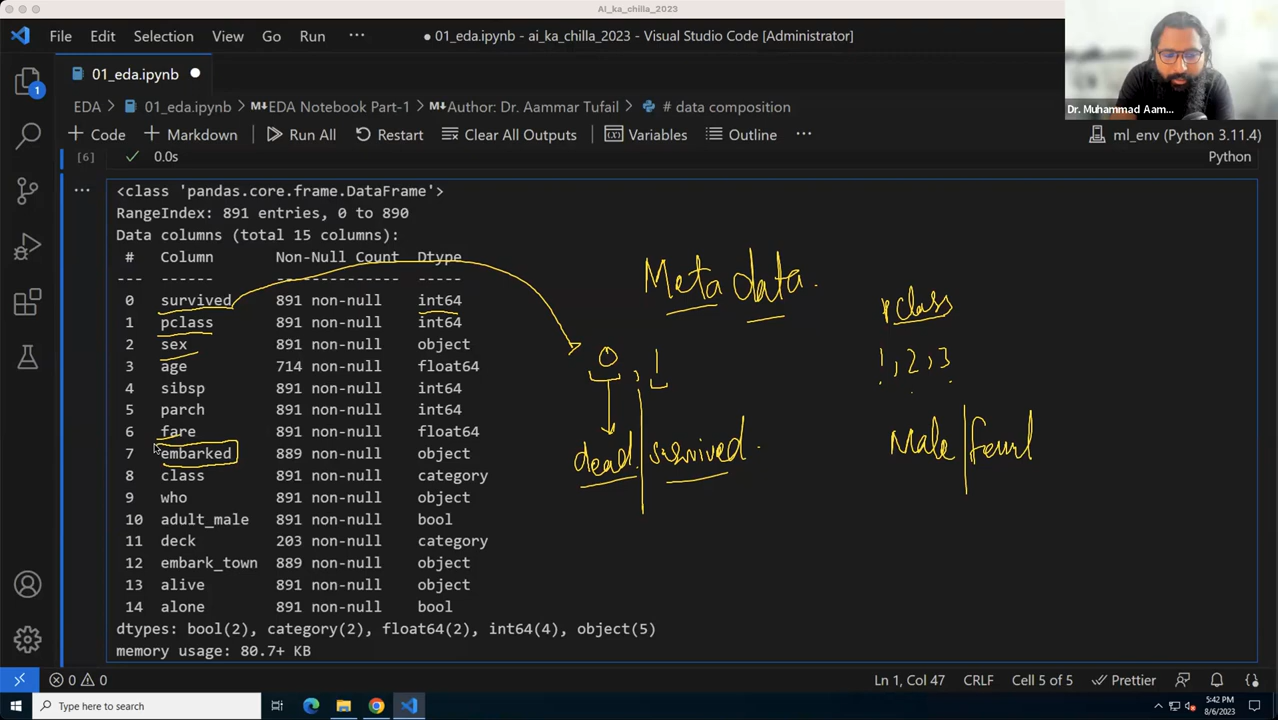 Ai_ka_chilla_2023
File Edit Selection View Go Run ··· ● 01_eda.ipynb - ai_ka_chilla_2023 - Visual Studio Code [Administrator]
01_eda.ipynb ●
EDA > 01_eda.ipynb > M↓EDA Notebook Part-1 > M↓Author: Dr. Aammar Tufail > # data composition
Dr. Muhammad Aam...
+ Code + Markdown Run All Restart Clear All Outputs Variables Outline ··· ml_env (Python 3.11.4)
[6] ✓ 0.0s Python
··· <class 'pandas.core.frame.DataFrame'>
RangeIndex: 891 entries, 0 to 890
Data columns (total 15 columns):
# Column Non-Null Count Dtype
--- ------ -------------- -----
0 survived 891 non-null int64
1 pclass 891 non-null int64
2 sex 891 non-null object
3 age 714 non-null float64
4 sibsp 891 non-null int64
5 parch 891 non-null int64
6 fare 891 non-null float64
7 embarked 889 non-null object
8 class 891 non-null category
9 who 891 non-null object
10 adult_male 891 non-null bool
11 deck 203 non-null category
12 embark_town 889 non-null object
13 alive 891 non-null object
14 alone 891 non-null bool
dtypes: bool(2), category(2), float64(2), int64(4), object(5)
memory usage: 80.7+ KB
Meta data.
pclass
0 , 1
1, 2, 3
dead. survived.
Male
1
0 0 Ln 1, Col 47 CRLF Cell 5 of 5 Prettier
Type here to search
5:42 PM
8/6/2023